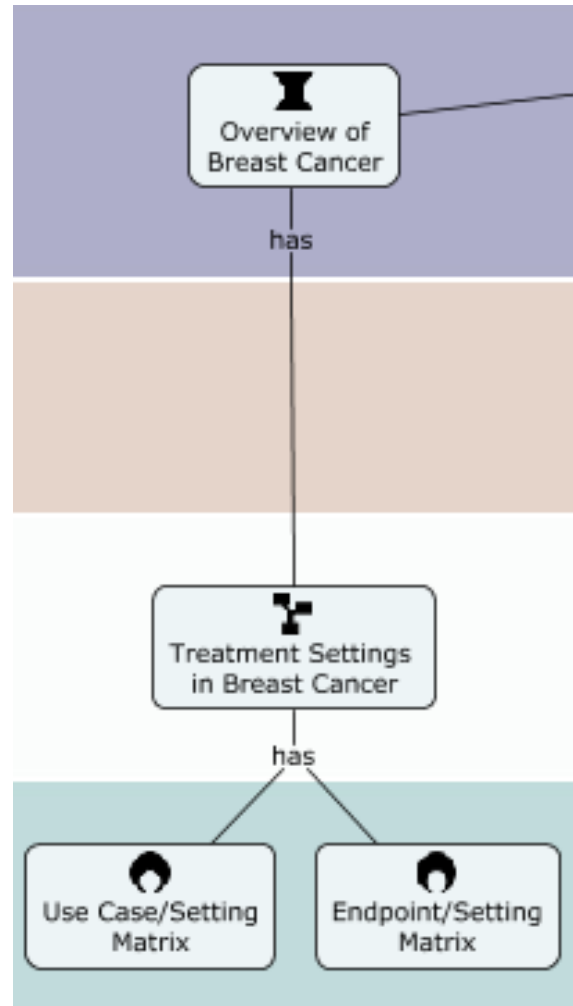 Overview of
Breast Cancer
has
Treatment Settings
in Breast Cancer
has
Use Case/Setting
Matrix
Endpoint/Setting
Matrix